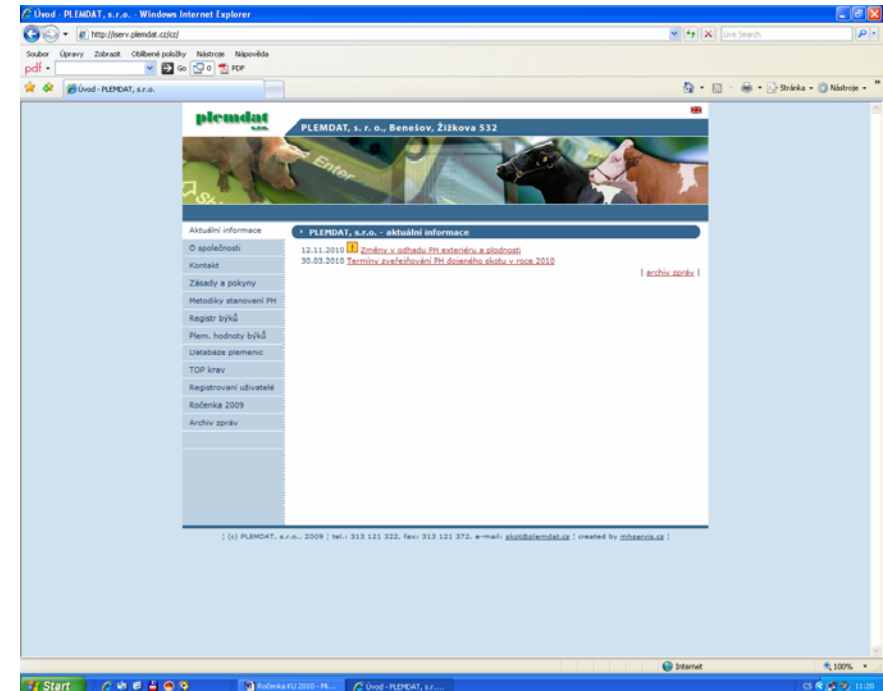 Úvod - PLEMDAT, s.r.o. - Windows Internet Explorer
http://iserv.plemdat.cz/cz/
Live Search
Soubor Úpravy Zobrazit Oblíbené položky Nástroje Nápověda
pdf Go 0 PDF
Úvod - PLEMDAT, s.r.o.
Stránka Nástroje
plemdat
s.r.o.
PLEMDAT, s. r. o., Benešov, Žižkova 532
Enter
Aktuální informace
PLEMDAT, s.r.o. - aktuální informace
O společnosti
12.11.2010 ! Změny v odhadu PH exteriéru a plodnosti
30.03.2010 Termíny zveřejňování PH dojeného skotu v roce 2010
| archiv zpráv |
Kontakt
Zásady a pokyny
Metodiky stanovení PH
Registr býků
Plem. hodnoty býků
Databáze plemenic
TOP krav
Registrovaní uživatelé
Ročenka 2009
Archiv zpráv
¦ (c) PLEMDAT, s.r.o., 2009 ¦ tel.: 313 121 322, fax: 313 121 372, e-mail: skot@plemdat.cz ¦ created by mhservis.cz ¦
Internet 100%
Start Ročenka KU 2010 - Mi... Úvod - PLEMDAT, s.r.... CS 11:20